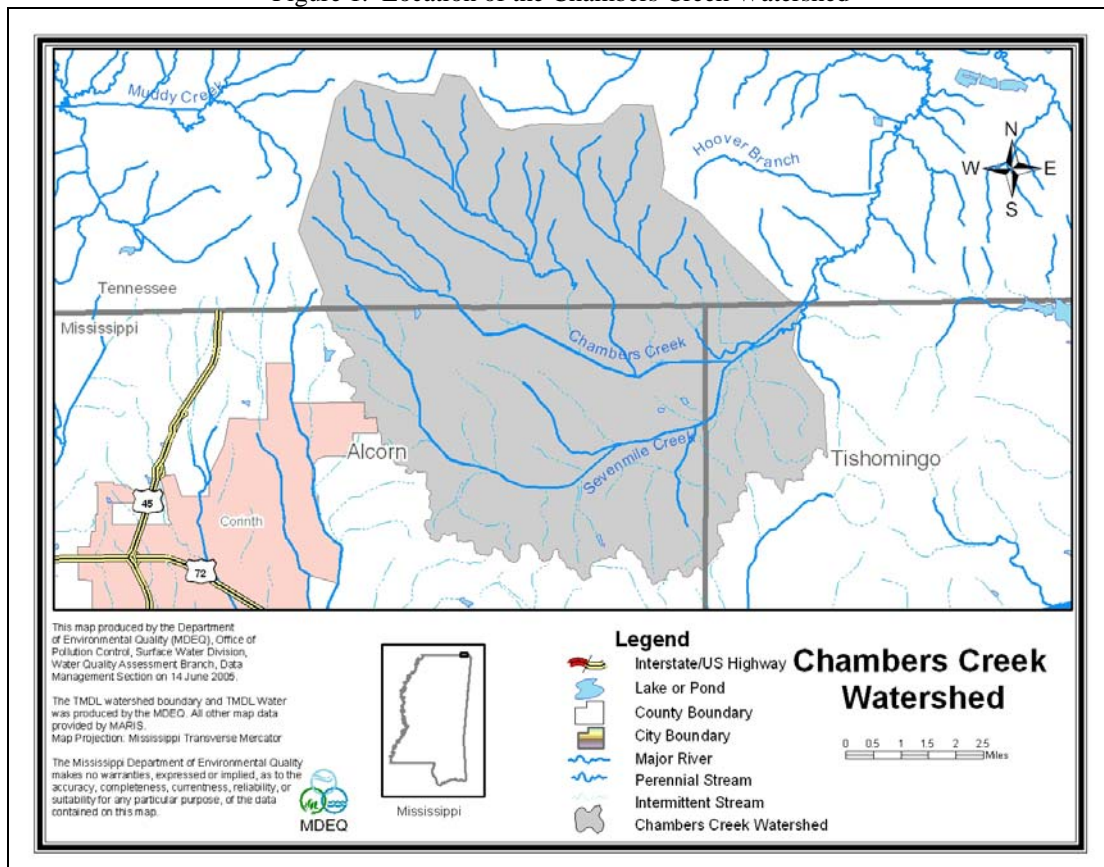 Figure 1. Location of the Chambers Creek Watershed
Muddy Creek
Hoover Branch
N
W
E
S
Tennessee
Mississippi
Chambers Creek
Alcorn
Sevenmile Creek
Tishomingo
45
Corinth
72
This map produced by the Department
of Environmental Quality (MDEQ), Office of
Pollution Control, Surface Water Division,
Water Quality Assessment Branch, Data
Management Section on 14 June 2005.
The TMDL watershed boundary and TMDL Water
was produced by the MDEQ. All other map data
provided by MARIS.
Map Projection: Mississippi Transverse Mercator
The Mississippi Department of Environmental Quality
makes no warranties, expressed or implied, as to the
accuracy, completeness, currentness, reliability, or
suitability for any particular purpose, of the data
contained on this map.
MDEQ
Mississippi
Legend
Interstate/US Highway
Lake or Pond
County Boundary
City Boundary
Major River
Perennial Stream
Intermittent Stream
Chambers Creek Watershed
Chambers Creek
Watershed
0 0.5 1 1.5 2 2.5
Miles